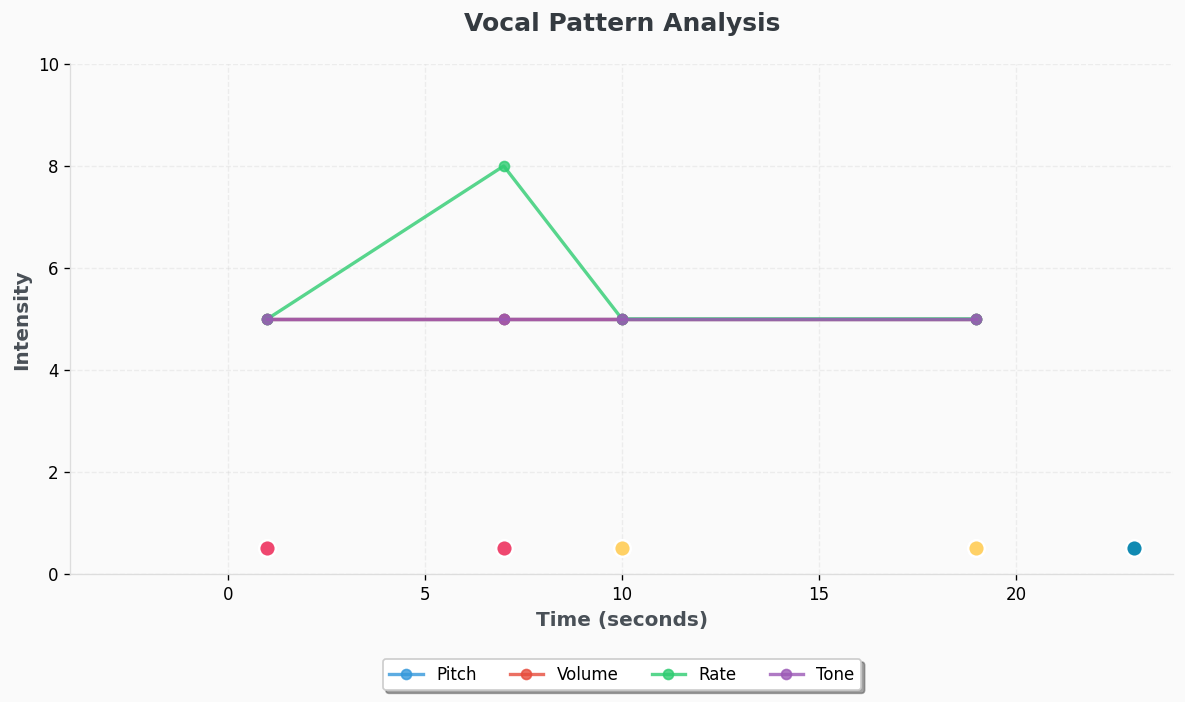 Vocal Pattern Analysis
10
8
6
4
2
0
Intensity
0 5 10 15 20
Time (seconds)
Pitch Volume Rate Tone